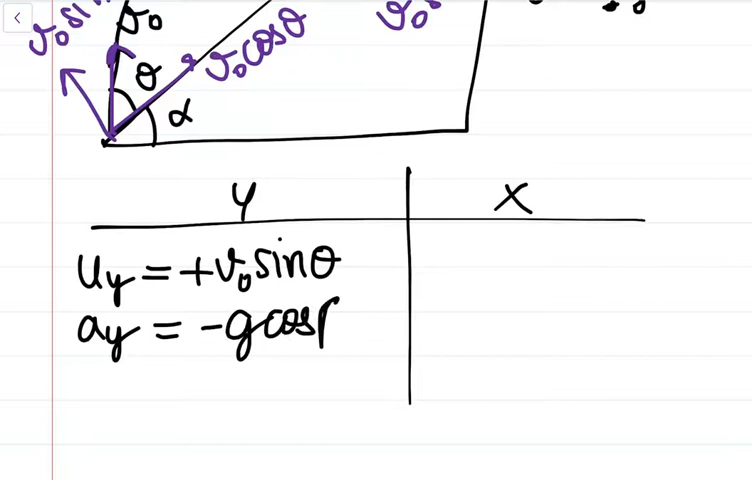 v₀
v₀cosθ
θ
α
y x
uy = +v₀sinθ
ay = -gcos